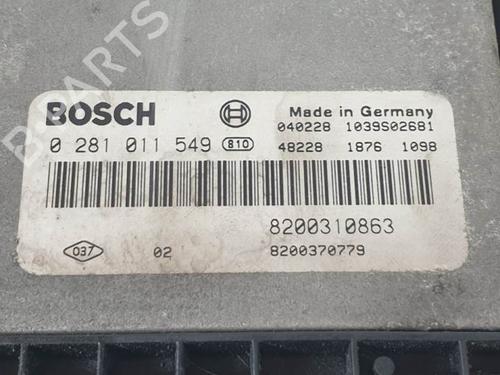 B-PARTS
BOSCH
Made in Germany
040228 1039S02681
0 281 011 549 810
48228 1876 1098
8200310863
037 02 8200370779